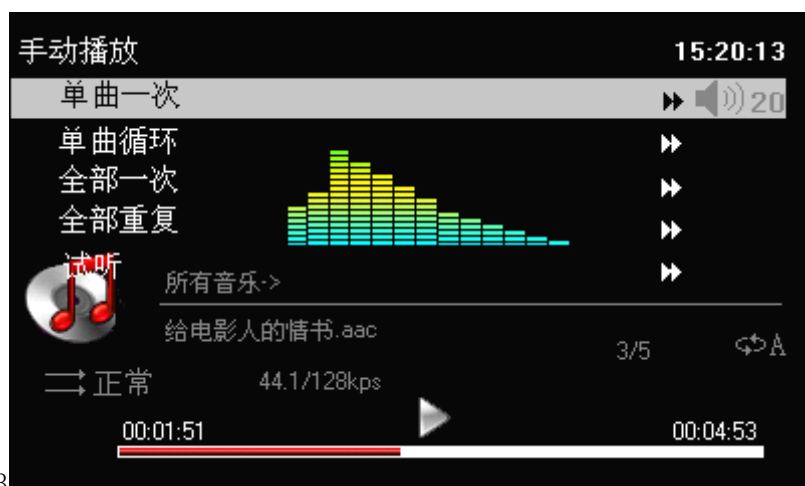 手动播放 15:20:13
单曲一次 20
单曲循环
全部一次
全部重复
试听
所有音乐->
给电影人的情书.aac
3/5 A
正常 44.1/128kps
00:01:51 00:04:53